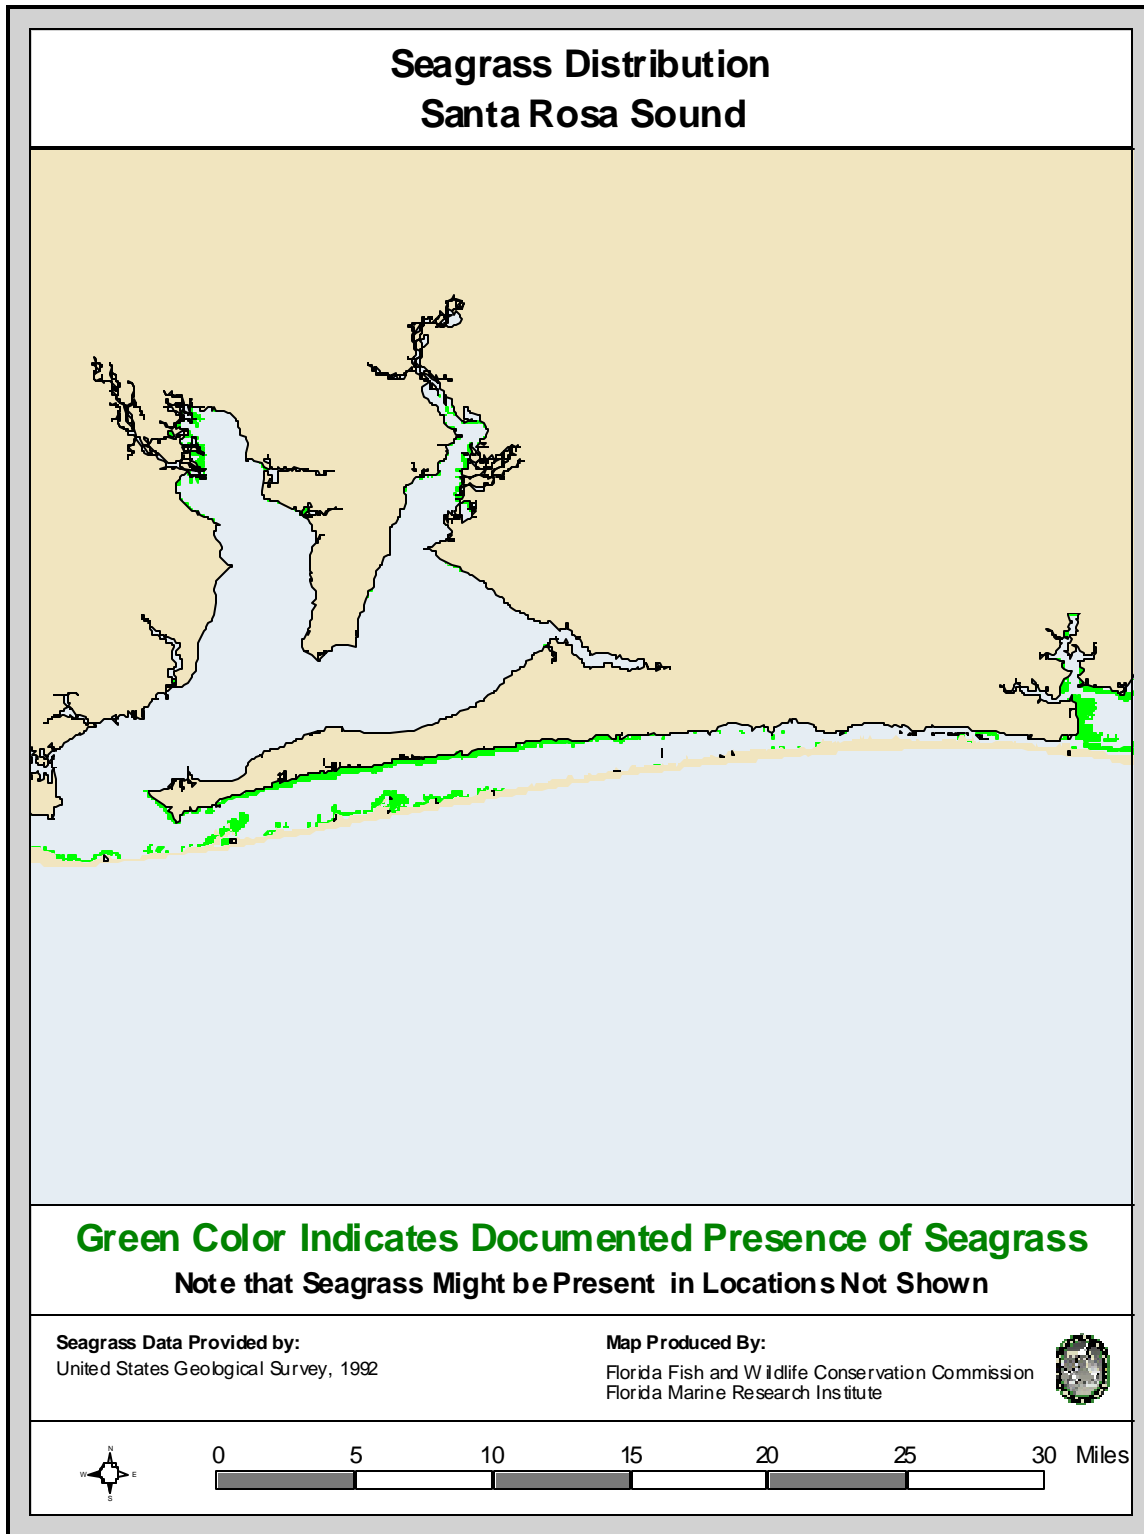 Seagrass Distribution
Santa Rosa Sound
Green Color Indicates Documented Presence of Seagrass
Note that Seagrass Might be Present in Locations Not Shown
Seagrass Data Provided by:
United States Geological Survey, 1992
Map Produced By:
Florida Fish and Wildlife Conservation Commission
Florida Marine Research Institute
N
W E
S
0 5 10 15 20 25 30 Miles